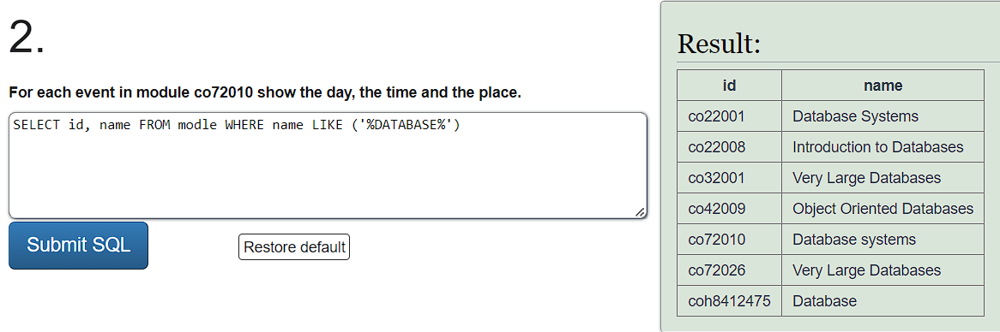 2.
For each event in module co72010 show the day, the time and the place.
SELECT id, name FROM modle WHERE name LIKE ('%DATABASE%')
Submit SQL
Restore default
Result:
id name
co22001 Database Systems
co22008 Introduction to Databases
co32001 Very Large Databases
co42009 Object Oriented Databases
co72010 Database systems
co72026 Very Large Databases
coh8412475 Database